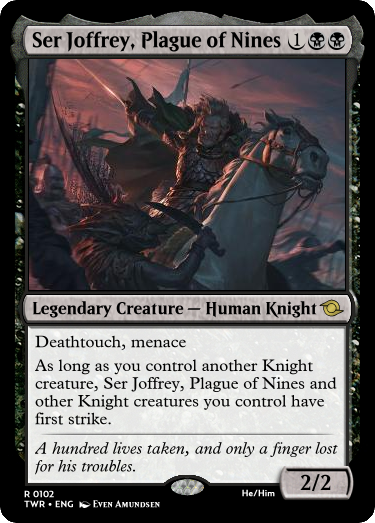 Ser Joffrey, Plague of Nines 1
Legendary Creature — Human Knight
Deathtouch, menace
As long as you control another Knight
creature, Ser Joffrey, Plague of Nines and
other Knight creatures you control have
first strike.
A hundred lives taken, and only a finger lost
for his troubles.
2/2
R 0102 He/Him
TWR • ENG Even Amundsen